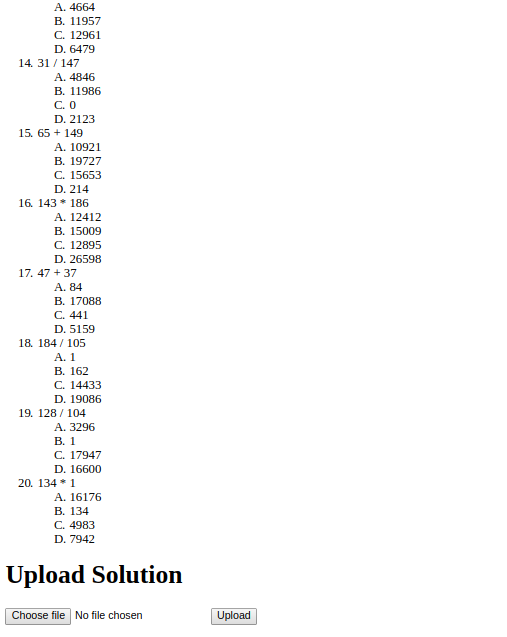 A. 4664
B. 11957
C. 12961
D. 6479
14. 31 / 147
A. 4846
B. 11986
C. 0
D. 2123
15. 65 + 149
A. 10921
B. 19727
C. 15653
D. 214
16. 143 * 186
A. 12412
B. 15009
C. 12895
D. 26598
17. 47 + 37
A. 84
B. 17088
C. 441
D. 5159
18. 184 / 105
A. 1
B. 162
C. 14433
D. 19086
19. 128 / 104
A. 3296
B. 1
C. 17947
D. 16600
20. 134 * 1
A. 16176
B. 134
C. 4983
D. 7942
Upload Solution
Choose file No file chosen Upload